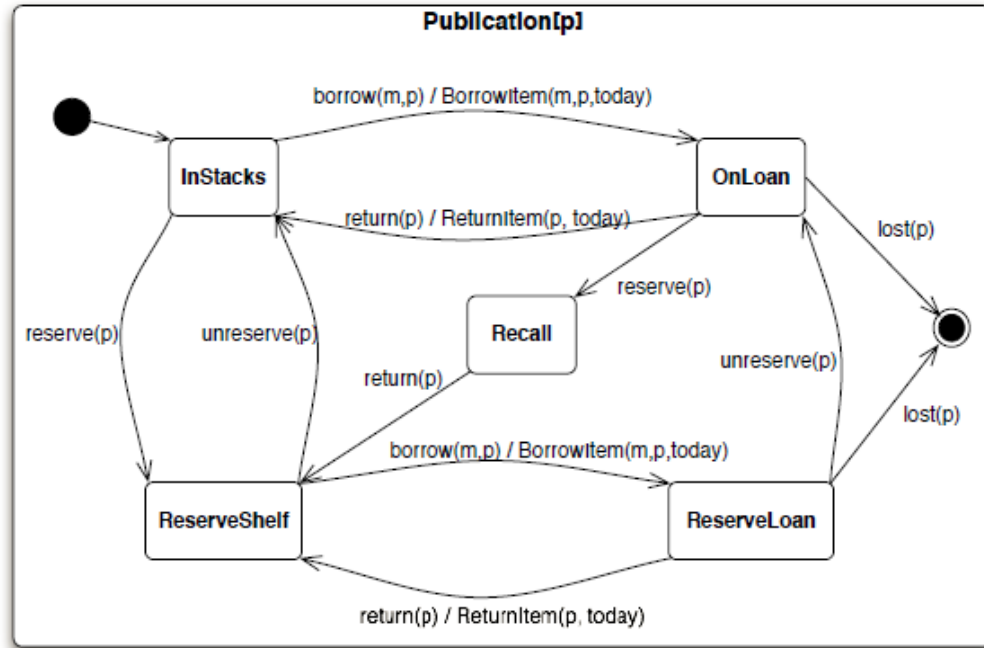 Publication[p]
borrow(m,p) / BorrowItem(m,p,today)
InStacks
OnLoan
return(p) / ReturnItem(p, today)
lost(p)
reserve(p)
reserve(p)
unreserve(p)
Recall
unreserve(p)
return(p)
lost(p)
borrow(m,p) / BorrowItem(m,p,today)
ReserveShelf
ReserveLoan
return(p) / ReturnItem(p, today)